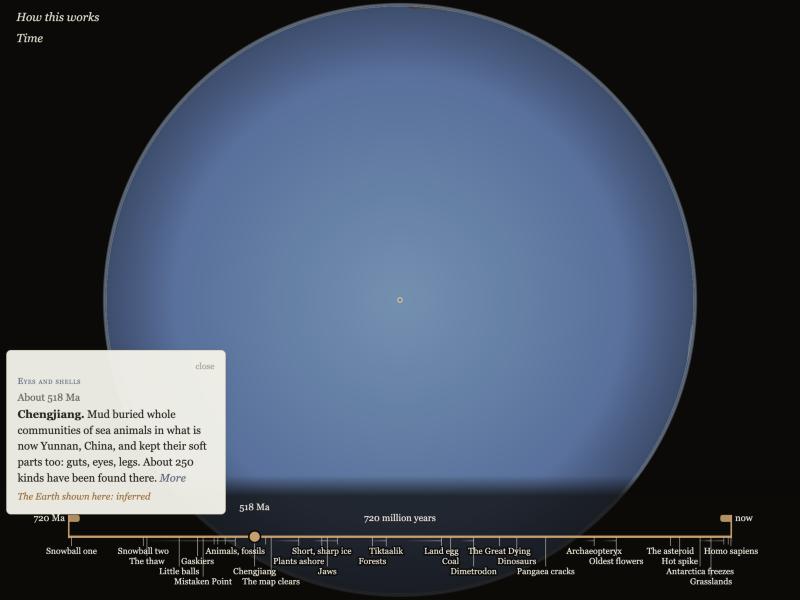 How this works
Time
close
Eyes and shells
About 518 Ma
Chengjiang. Mud buried whole
communities of sea animals in what is
now Yunnan, China, and kept their soft
parts too: guts, eyes, legs. About 250
kinds have been found there. More
The Earth shown here: inferred
518 Ma
720 Ma
720 million years
now
Snowball one
Snowball two
Animals, fossils
Short, sharp ice
Tiktaalik
Land egg
The Great Dying
Archaeopteryx
The asteroid
Homo sapiens
The thaw
Gaskiers
Plants ashore
Forests
Coal
Dinosaurs
Oldest flowers
Hot spike
Little balls
Chengjiang
Jaws
Dimetrodon
Pangaea cracks
Antarctica freezes
Mistaken Point
The map clears
Grasslands